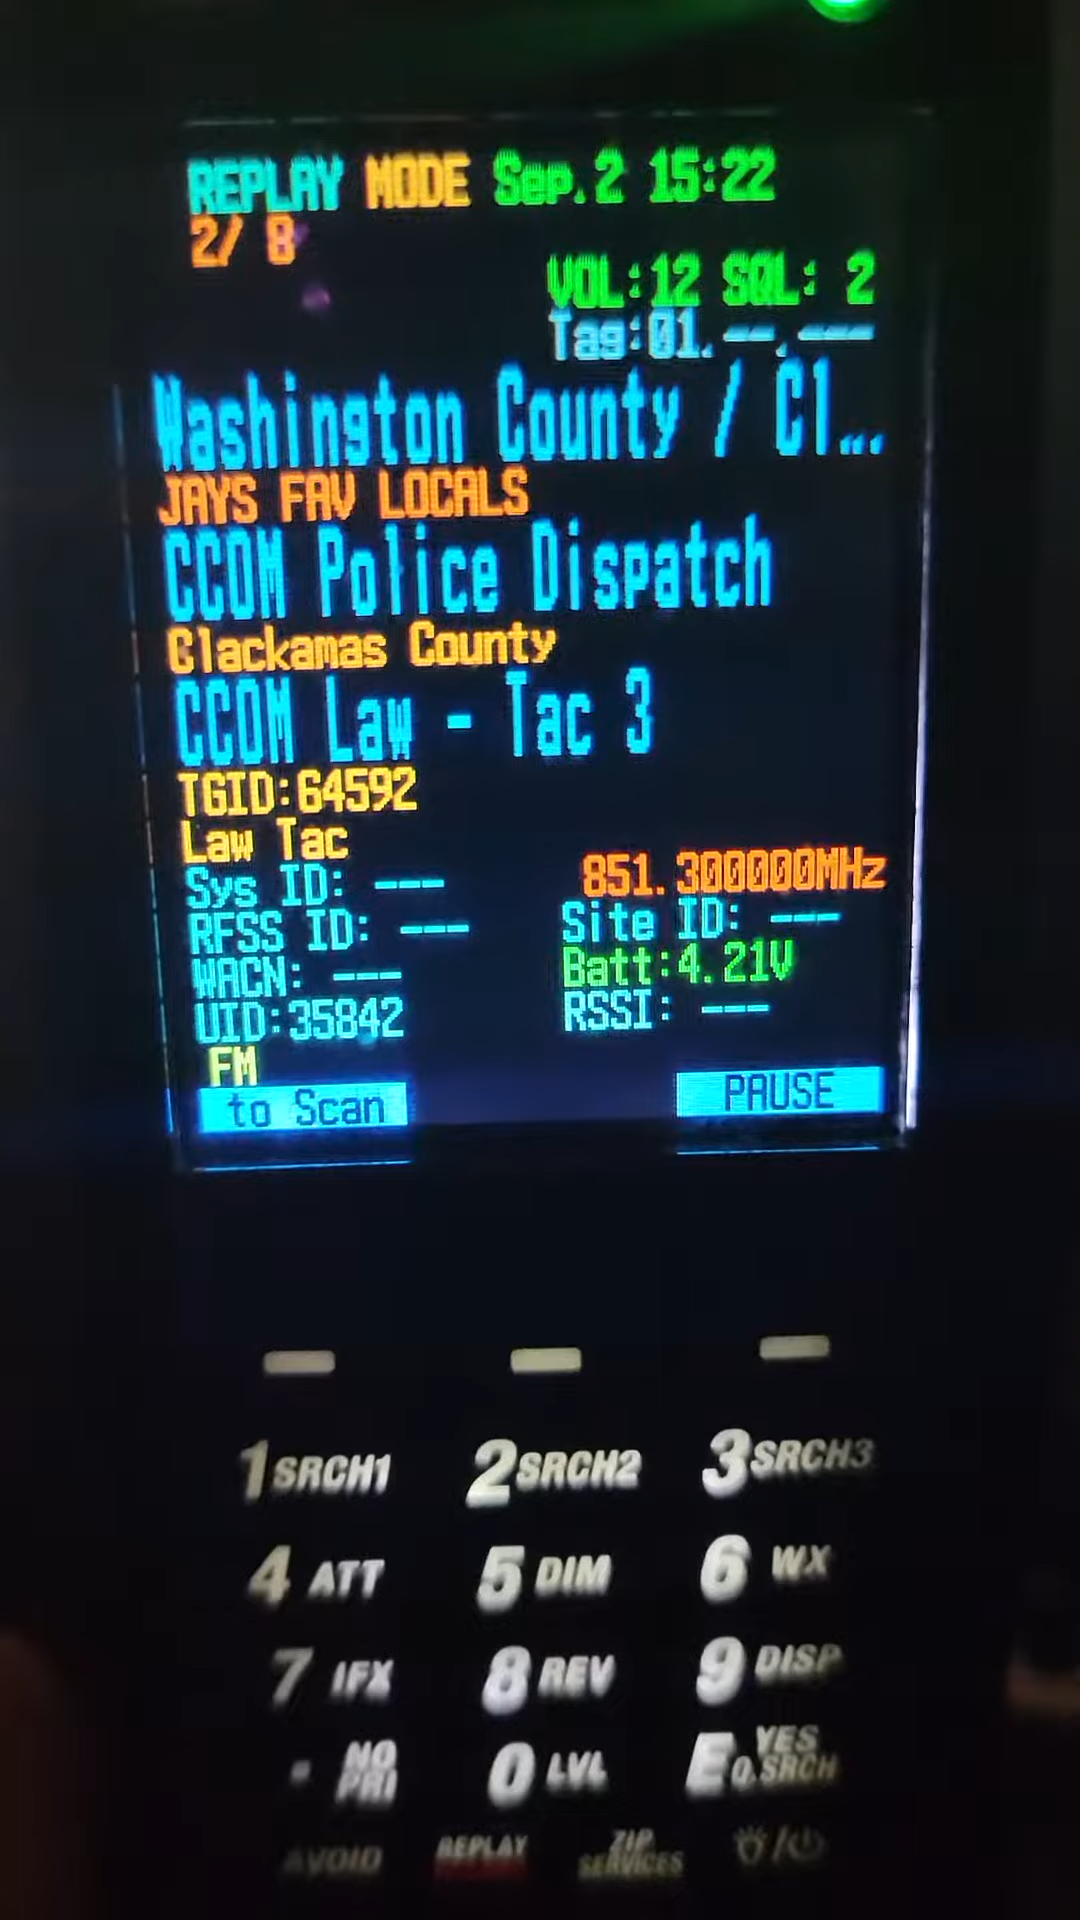 REPLAY MODE Sep.2 15:22
2/ 8
VOL:12 SQL: 2
Tag:01.--.---
Washington County / Cl...
JAYS FAV LOCALS
CCOM Police Dispatch
Clackamas County
CCOM Law - Tac 3
TGID:64592
Law Tac
851.300000MHz
Sys ID: ---
Site ID: ---
RFSS ID: ---
Batt:4.21V
WACN: ---
RSSI: ---
UID:35842
FM
to Scan PAUSE
1 SRCH1 2 SRCH2 3 SRCH3
4 ATT 5 DIM 6 WX
7 IFX 8 REV 9 DISP
. NO PRI 0 LVL E YES Q.SRCH
AVOID REPLAY ZIP SERVICES